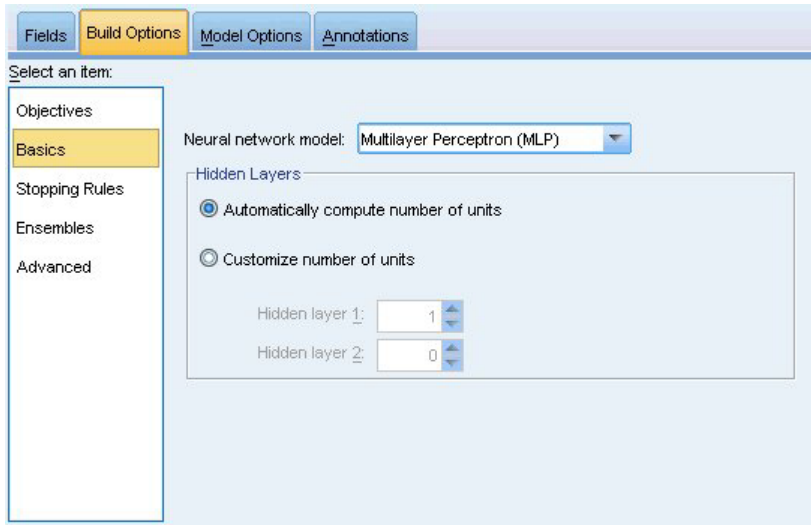 Fields Build Options Model Options Annotations
Select an item:
Objectives
Basics
Stopping Rules
Ensembles
Advanced
Neural network model: Multilayer Perceptron (MLP)
Hidden Layers
Automatically compute number of units
Customize number of units
Hidden layer 1: 1
Hidden layer 2: 0